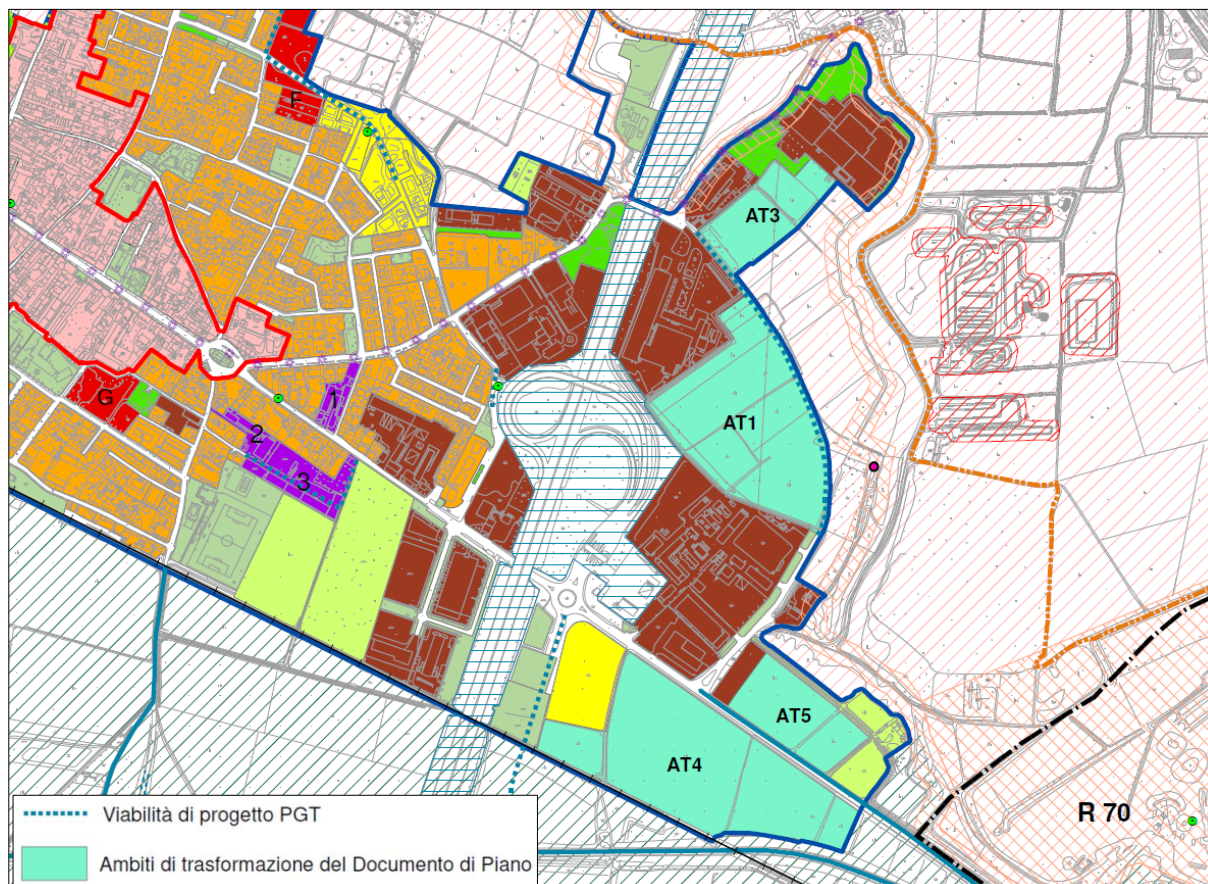 F
AT3
G
1
AT1
2
3
AT5
AT4
R 70
Viabilità di progetto PGT
Ambiti di trasformazione del Documento di Piano